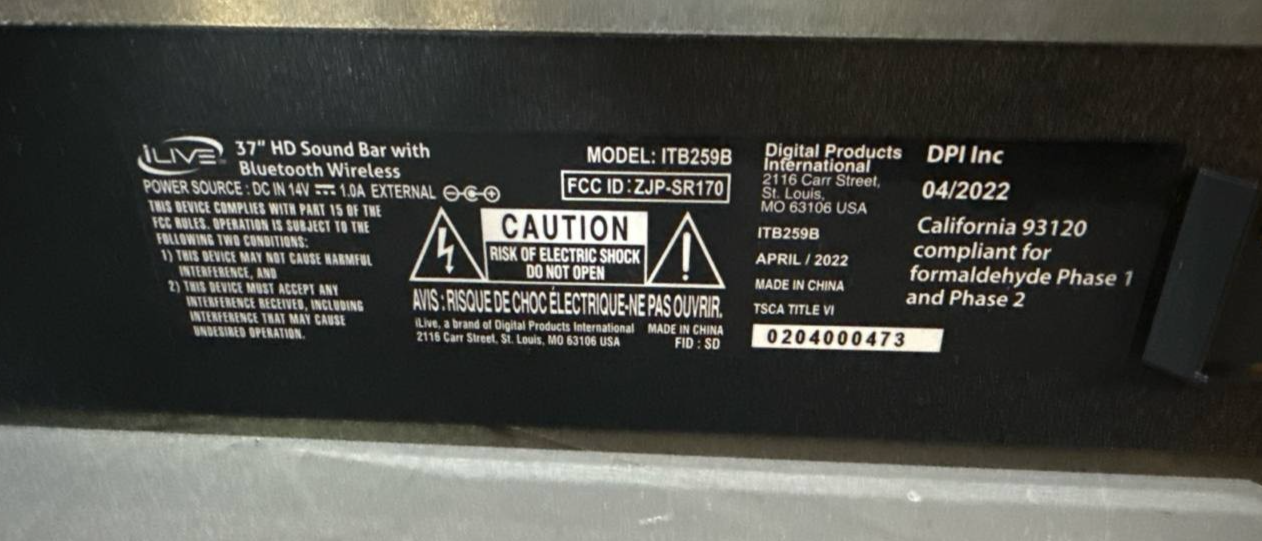 iLIVE
37" HD Sound Bar with
Bluetooth Wireless
POWER SOURCE : DC IN 14V 1.0A EXTERNAL
THIS DEVICE COMPLIES WITH PART 15 OF THE
FCC RULES. OPERATION IS SUBJECT TO THE
FOLLOWING TWO CONDITIONS:
1) THIS DEVICE MAY NOT CAUSE HARMFUL
INTERFERENCE, AND
2) THIS DEVICE MUST ACCEPT ANY
INTERFERENCE RECEIVED, INCLUDING
INTERFERENCE THAT MAY CAUSE
UNDESIRED OPERATION.
MODEL: ITB259B
FCC ID : ZJP-SR170
CAUTION
RISK OF ELECTRIC SHOCK
DO NOT OPEN
AVIS : RISQUE DE CHOC ÉLECTRIQUE-NE PAS OUVRIR.
iLive, a brand of Digital Products International
2116 Carr Street, St. Louis, MO 63106 USA
MADE IN CHINA
FID : SD
Digital Products
International
2116 Carr Street,
St. Louis,
MO 63106 USA
ITB259B
APRIL / 2022
MADE IN CHINA
TSCA TITLE VI
0204000473
DPI Inc
04/2022
California 93120
compliant for
formaldehyde Phase 1
and Phase 2